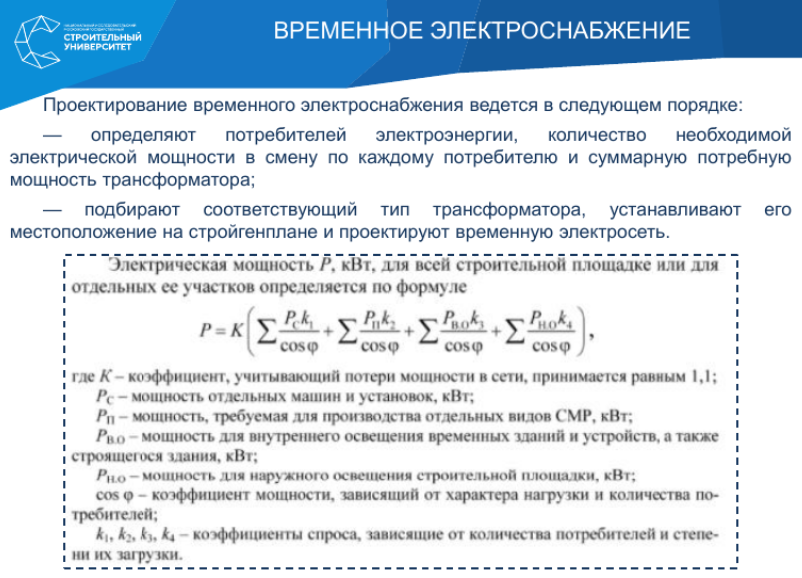 СТРОИТЕЛЬНЫЙ
УНИВЕРСИТЕТ
ВРЕМЕННОЕ ЭЛЕКТРОСНАБЖЕНИЕ
Проектирование временного электроснабжения ведется в следующем порядке:
— определяют потребителей электроэнергии, количество необходимой
электрической мощности в смену по каждому потребителю и суммарную потребную
мощность трансформатора;
— подбирают соответствующий тип трансформатора, устанавливают его
местоположение на стройгенплане и проектируют временную электросеть.
Электрическая мощность P, кВт, для всей строительной площадке или для
отдельных ее участков определяется по формуле
P = K(∑ P_C k_1 / cos φ + ∑ P_П k_2 / cos φ + ∑ P_В.О k_3 / cos φ + ∑ P_Н.О k_4 / cos φ),
где K – коэффициент, учитывающий потери мощности в сети, принимается равным 1,1;
P_C – мощность отдельных машин и установок, кВт;
P_П – мощность, требуемая для производства отдельных видов СМР, кВт;
P_В.О – мощность для внутреннего освещения временных зданий и устройств, а также
строящегося здания, кВт;
P_Н.О – мощность для наружного освещения строительной площадки, кВт;
cos φ – коэффициент мощности, зависящий от характера нагрузки и количества по-
требителей;
k_1, k_2, k_3, k_4 – коэффициенты спроса, зависящие от количества потребителей и степе-
ни их загрузки.